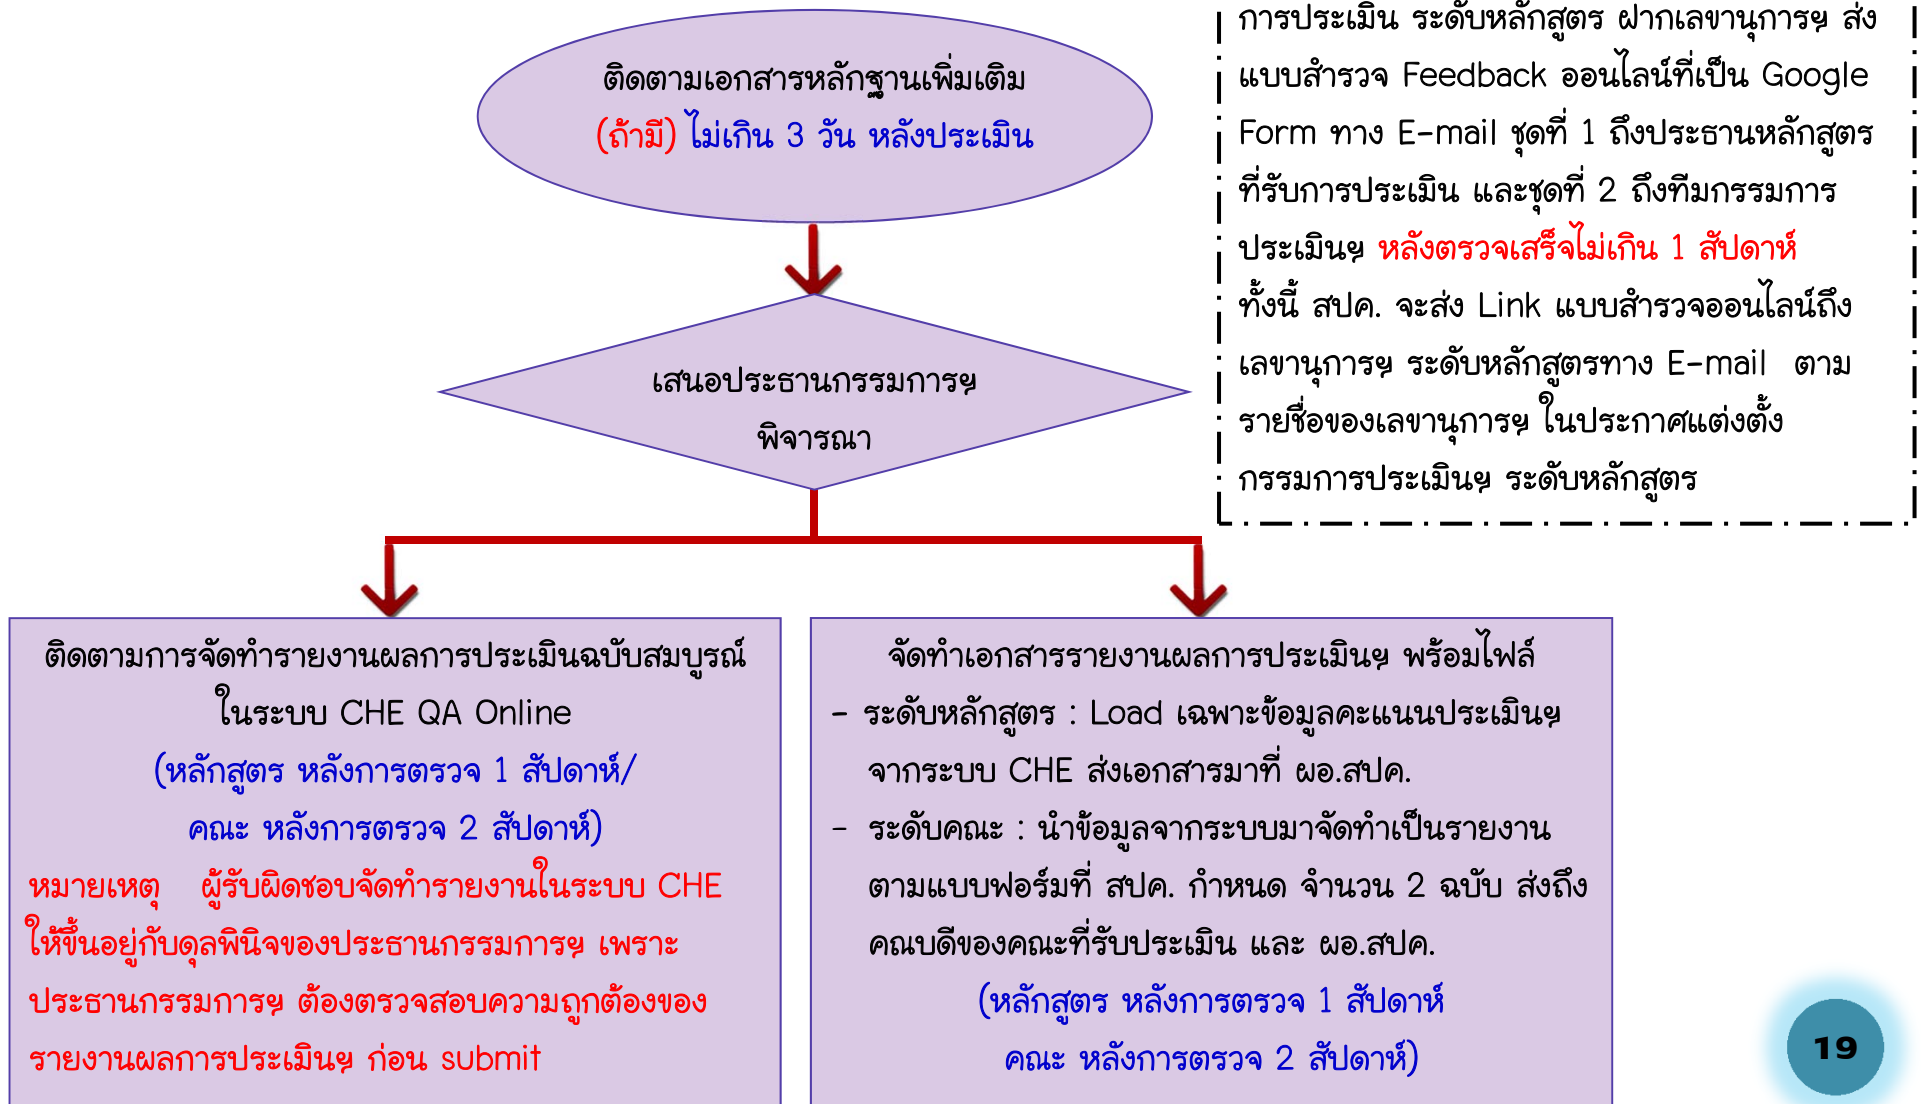 ติดตามเอกสารหลักฐานเพิ่มเติม
(ถ้ามี) ไม่เกิน 3 วัน หลังประเมิน
เสนอประธานกรรมการฯ
พิจารณา
การประเมิน ระดับหลักสูตร ฝากเลขานุการฯ ส่ง
แบบสำรวจ Feedback ออนไลน์ที่เป็น Google
Form ทาง E-mail ชุดที่ 1 ถึงประธานหลักสูตร
ที่รับการประเมิน และชุดที่ 2 ถึงทีมกรรมการ
ประเมินฯ หลังตรวจเสร็จไม่เกิน 1 สัปดาห์
ทั้งนี้ สปค. จะส่ง Link แบบสำรวจออนไลน์ถึง
เลขานุการฯ ระดับหลักสูตรทาง E-mail ตาม
รายชื่อของเลขานุการฯ ในประกาศแต่งตั้ง
กรรมการประเมินฯ ระดับหลักสูตร
ติดตามการจัดทำรายงานผลการประเมินฉบับสมบูรณ์
ในระบบ CHE QA Online
(หลักสูตร หลังการตรวจ 1 สัปดาห์/
คณะ หลังการตรวจ 2 สัปดาห์)
หมายเหตุ ผู้รับผิดชอบจัดทำรายงานในระบบ CHE
ให้ขึ้นอยู่กับดุลพินิจของประธานกรรมการฯ เพราะ
ประธานกรรมการฯ ต้องตรวจสอบความถูกต้องของ
รายงานผลการประเมินฯ ก่อน submit
จัดทำเอกสารรายงานผลการประเมินฯ พร้อมไฟล์
- ระดับหลักสูตร : Load เฉพาะข้อมูลคะแนนประเมินฯ
จากระบบ CHE ส่งเอกสารมาที่ ผอ.สปค.
- ระดับคณะ : นำข้อมูลจากระบบมาจัดทำเป็นรายงาน
ตามแบบฟอร์มที่ สปค. กำหนด จำนวน 2 ฉบับ ส่งถึง
คณบดีของคณะที่รับประเมิน และ ผอ.สปค.
(หลักสูตร หลังการตรวจ 1 สัปดาห์
คณะ หลังการตรวจ 2 สัปดาห์)
19